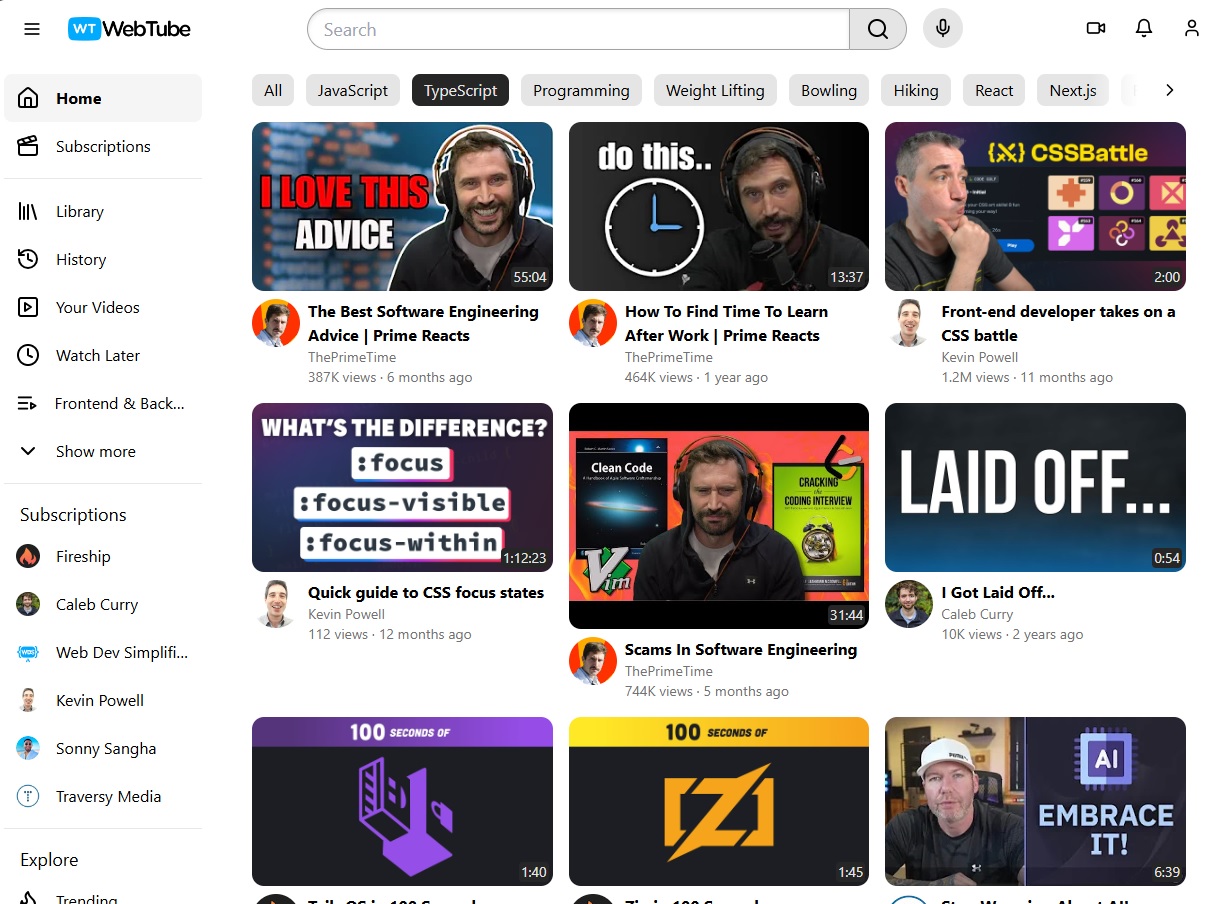 WT WebTube
Search
Home
Subscriptions
Library
History
Your Videos
Watch Later
Frontend & Back...
Show more
Subscriptions
Fireship
Caleb Curry
Web Dev Simplifi...
Kevin Powell
Sonny Sangha
Traversy Media
Explore
Trending
All JavaScript TypeScript Programming Weight Lifting Bowling Hiking React Next.js
I LOVE THIS
ADVICE
55:04
The Best Software Engineering
Advice | Prime Reacts
ThePrimeTime
387K views · 6 months ago
do this..
13:37
How To Find Time To Learn
After Work | Prime Reacts
ThePrimeTime
464K views · 1 year ago
{X} CSSBattle
Play
2:00
Front-end developer takes on a
CSS battle
Kevin Powell
1.2M views · 11 months ago
WHAT'S THE DIFFERENCE?
:focus
:focus-visible
:focus-within
1:12:23
Quick guide to CSS focus states
Kevin Powell
112 views · 12 months ago
Clean Code
A Handbook of Agile Software Craftsmanship
CRACKING
the
CODING INTERVIEW
Vim
31:44
Scams In Software Engineering
ThePrimeTime
744K views · 5 months ago
LAID OFF...
0:54
I Got Laid Off...
Caleb Curry
10K views · 2 years ago
100 SECONDS OF
1:40
100 SECONDS OF
1:45
AI
EMBRACE
IT!
6:39